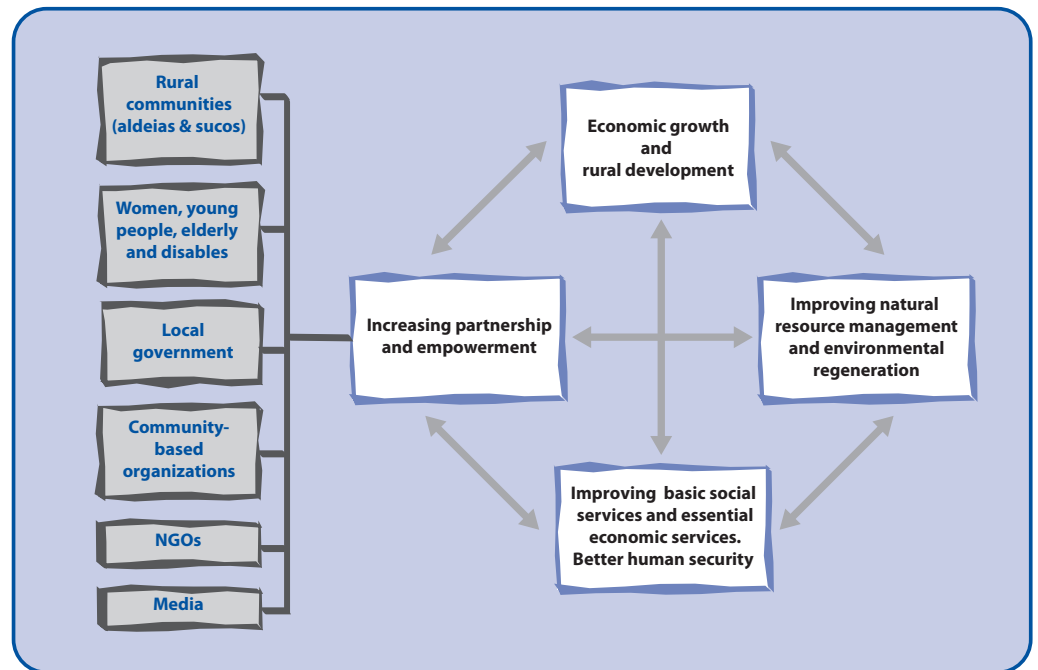 Rural
communities
(aldeias & sucos)
Women, young
people, elderly
and disables
Local
government
Community-
based
organizations
NGOs
Media
Economic growth
and
rural development
Increasing partnership
and empowerment
Improving natural
resource management
and environmental
regeneration
Improving basic social
services and essential
economic services.
Better human security